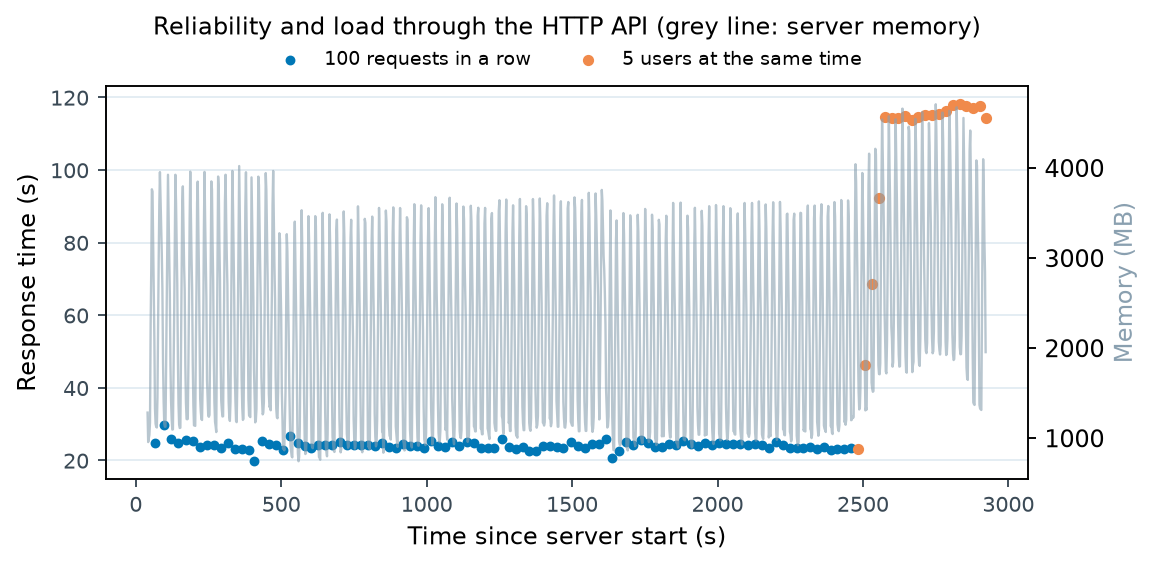 Reliability and load through the HTTP API (grey line: server memory)
100 requests in a row
5 users at the same time
120
100
80
60
40
20
Response time (s)
4000
3000
2000
1000
Memory (MB)
0 500 1000 1500 2000 2500 3000
Time since server start (s)